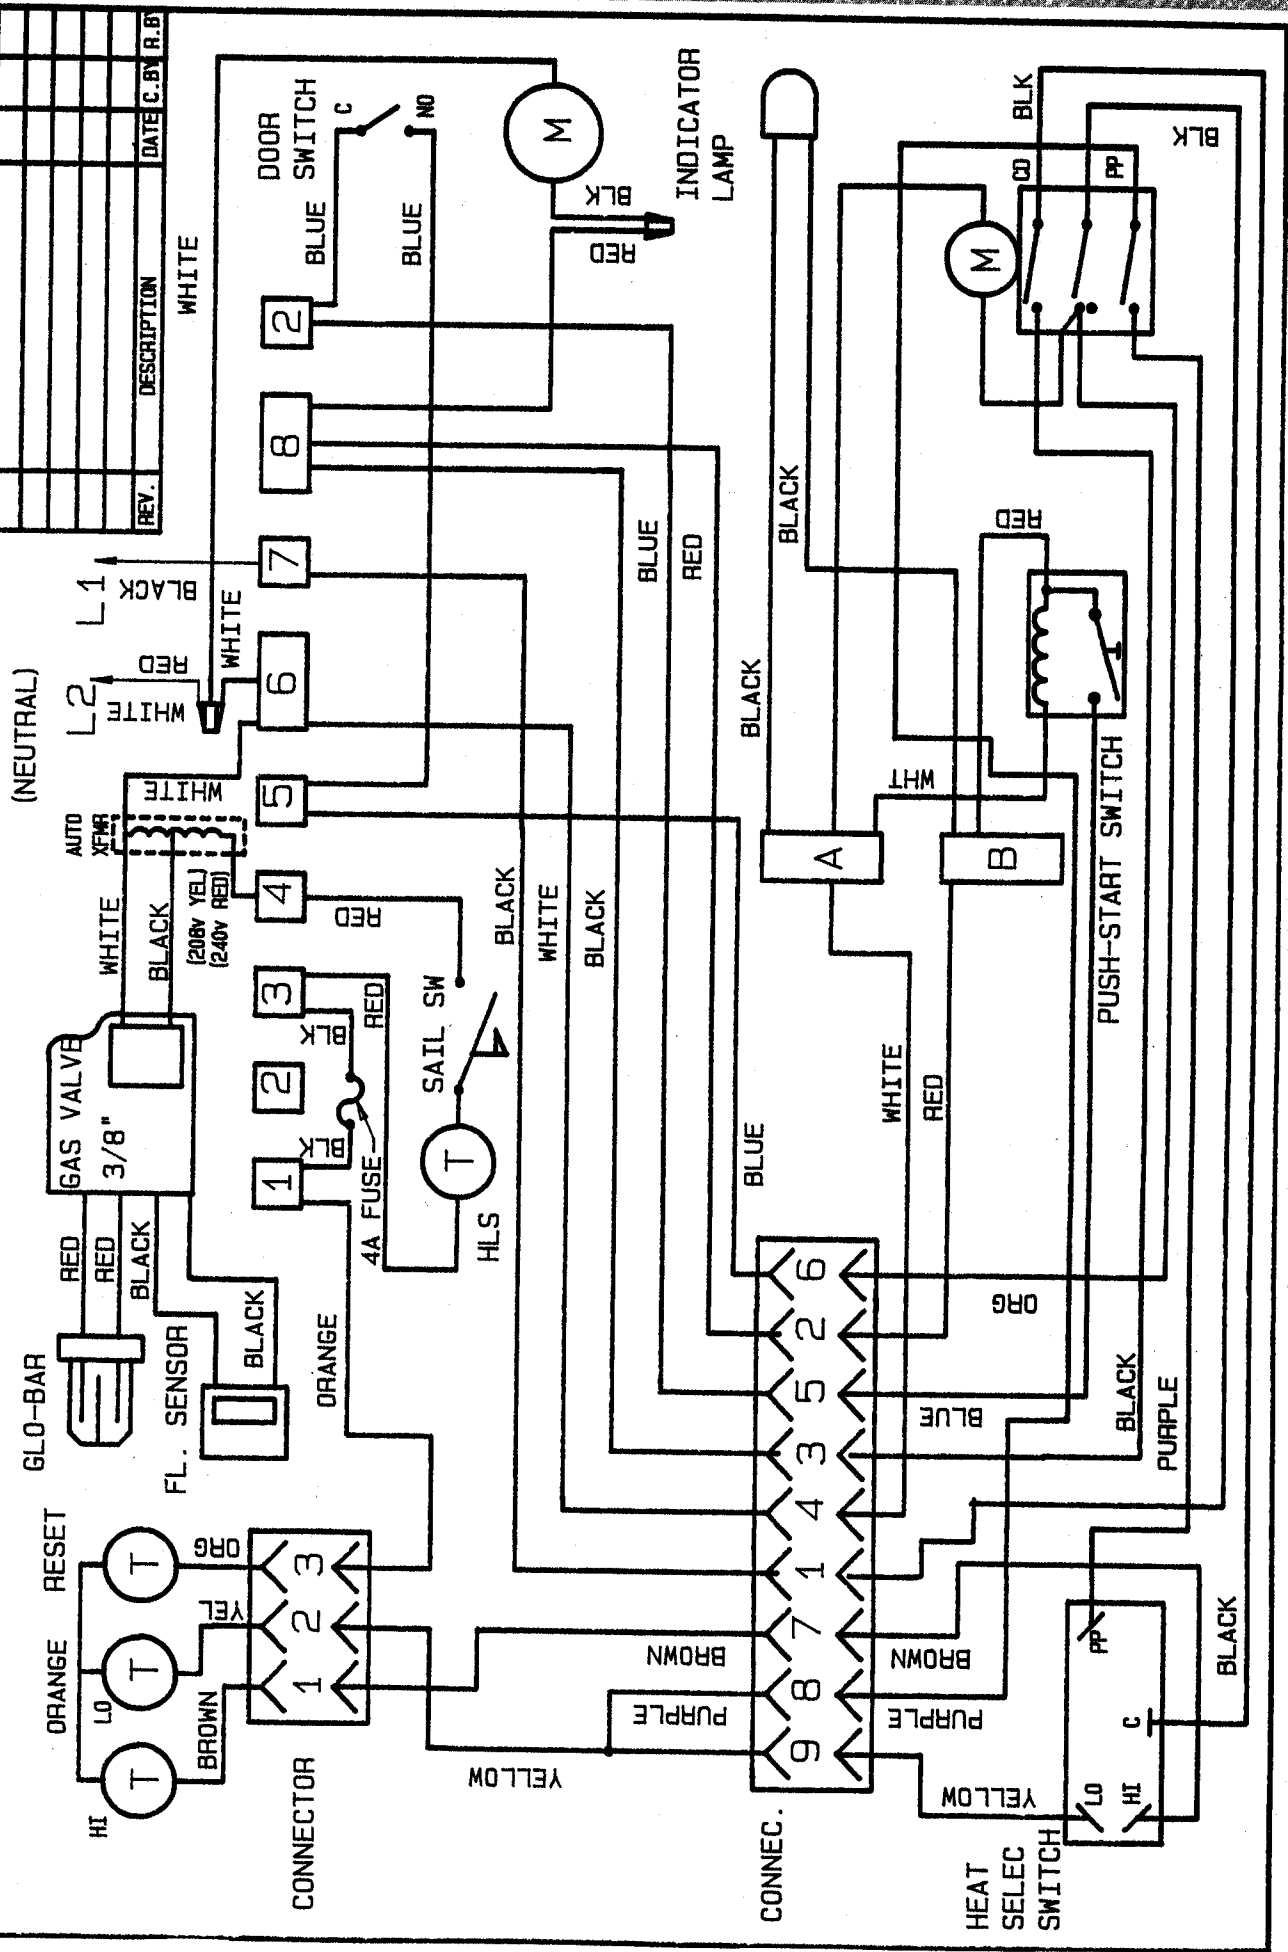 REV. DESCRIPTION DATE C.BY R.BY
(NEUTRAL)
L2
L1
WHITE
RED
BLACK
WHITE
WHITE
WHITE
AUTO
XFMR
(208v YEL)
(240v RED)
WHITE
BLACK
GAS VALVE
3/8"
RED
RED
BLACK
BLACK
GLO-BAR
FL. SENSOR
RESET
ORANGE
HI
LO
T
T
T
BROWN
YEL
ORG
CONNECTOR
1
2
3
ORANGE
1
2
3
4
5
6
7
8
2
BLK
BLK
4A FUSE
RED
RED
HLS
T
SAIL SW
DOOR
SWITCH
C
NO
BLUE
BLUE
M
BLK
RED
INDICATOR
LAMP
BLACK
WHITE
BLACK
BLUE
RED
BLUE
BROWN
PURPLE
YELLOW
CONNEC.
9
8
7
1
4
3
5
2
6
BLACK
BLACK
A
B
WHT
RED
WHITE
RED
PUSH-START SWITCH
M
CD
PP
BLK
BLK
ORG
BLUE
BLACK
PURPLE
BROWN
PURPLE
YELLOW
BLACK
HEAT
SELEC
SWITCH
LO
HI
C
PP